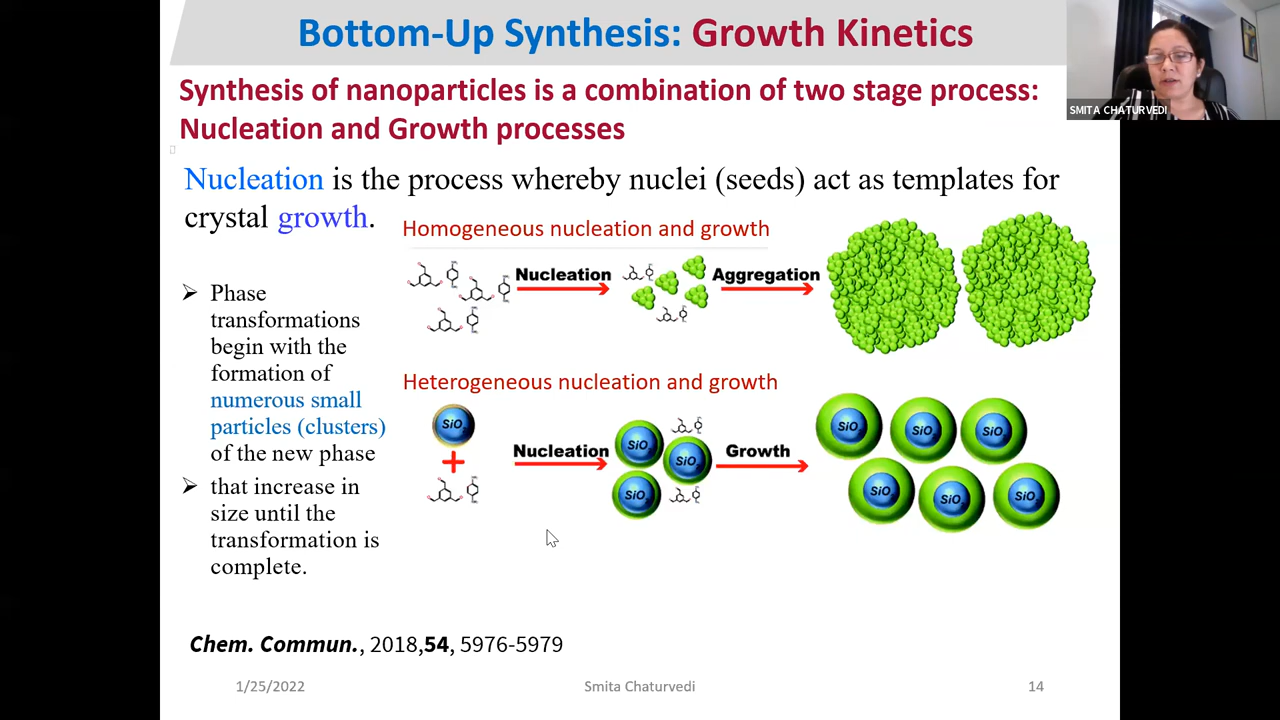 Bottom-Up Synthesis: Growth Kinetics
SMITA CHATURVEDI
Synthesis of nanoparticles is a combination of two stage process:
Nucleation and Growth processes
Nucleation is the process whereby nuclei (seeds) act as templates for
crystal growth.
Homogeneous nucleation and growth
Nucleation
Aggregation
➢ Phase
transformations
begin with the
formation of
numerous small
particles (clusters)
of the new phase
➢ that increase in
size until the
transformation is
complete.
Heterogeneous nucleation and growth
SiO
+
Nucleation
SiO
SiO
SiO
Growth
SiO
SiO
SiO
SiO
SiO
SiO
Chem. Commun., 2018,54, 5976-5979
1/25/2022
Smita Chaturvedi
14